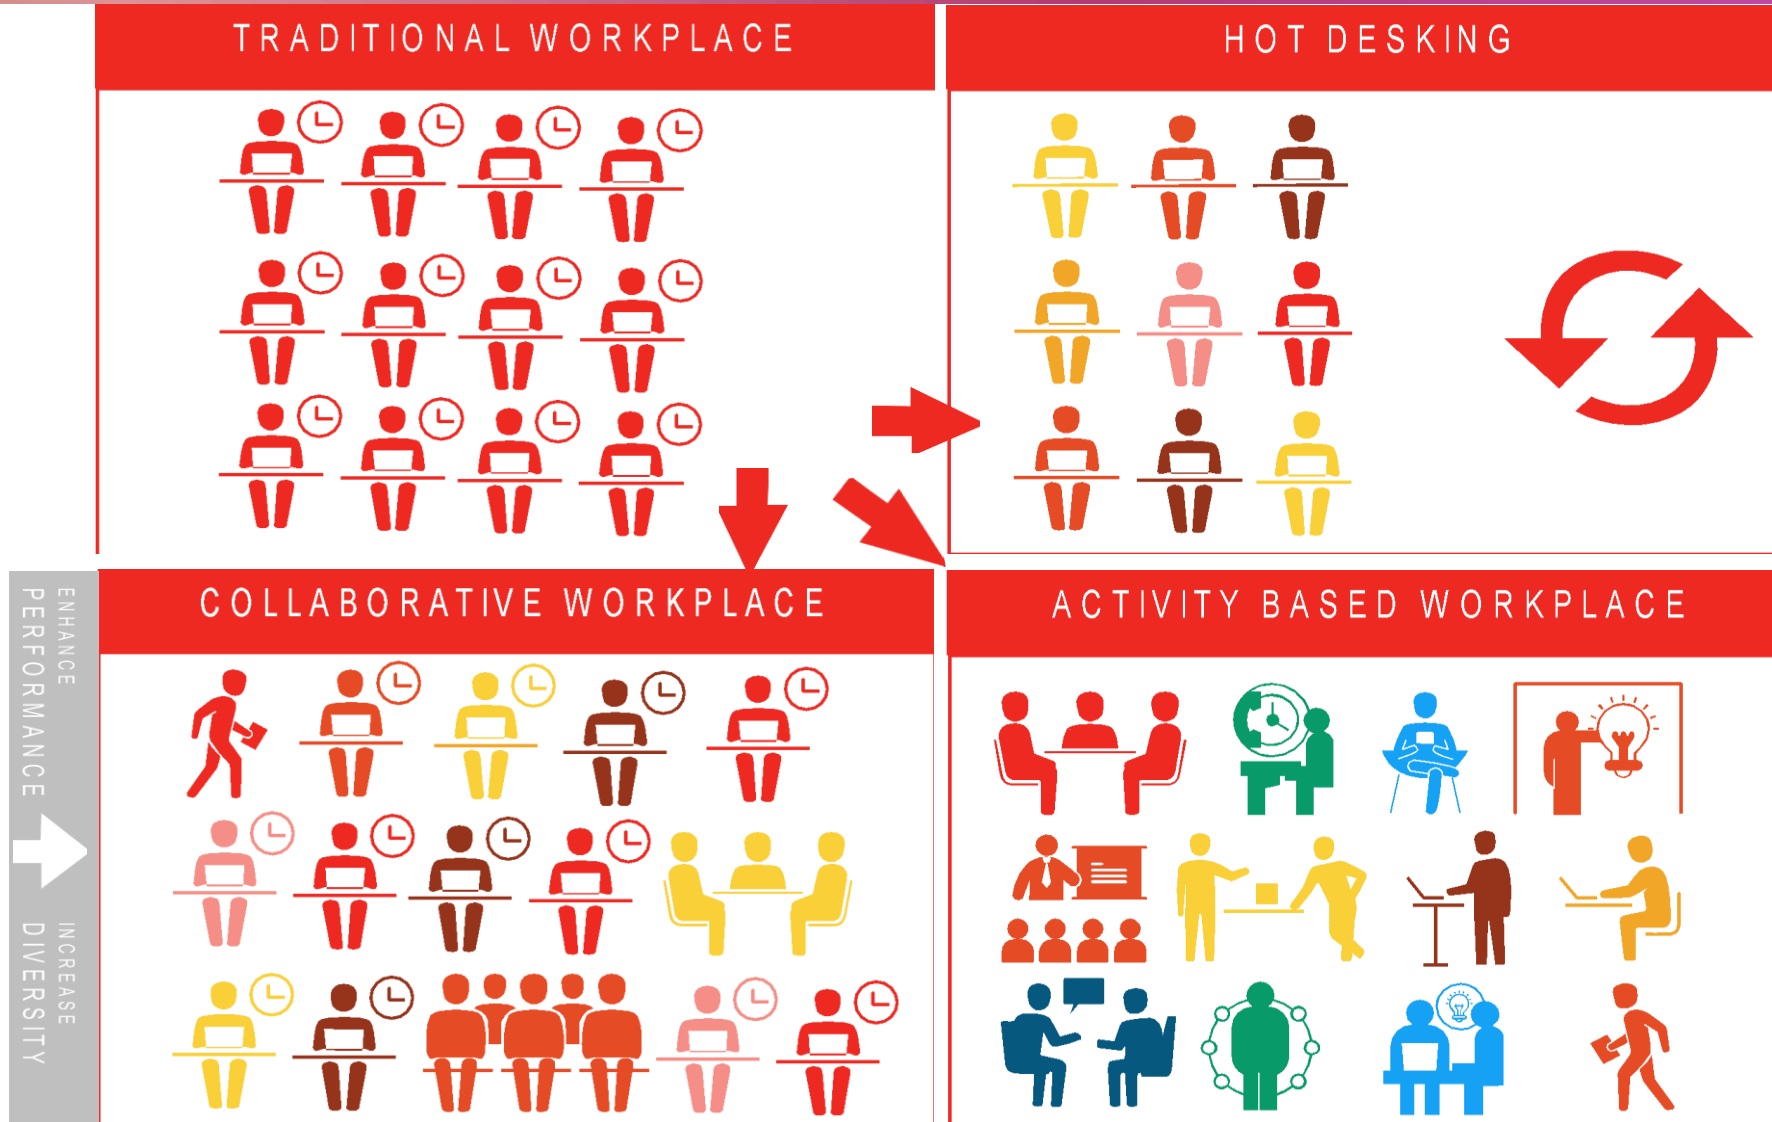 TRADITIONAL WORKPLACE
HOT DESKING
COLLABORATIVE WORKPLACE
ACTIVITY BASED WORKPLACE
ENHANCE
PERFORMANCE
INCREASE
DIVERSITY